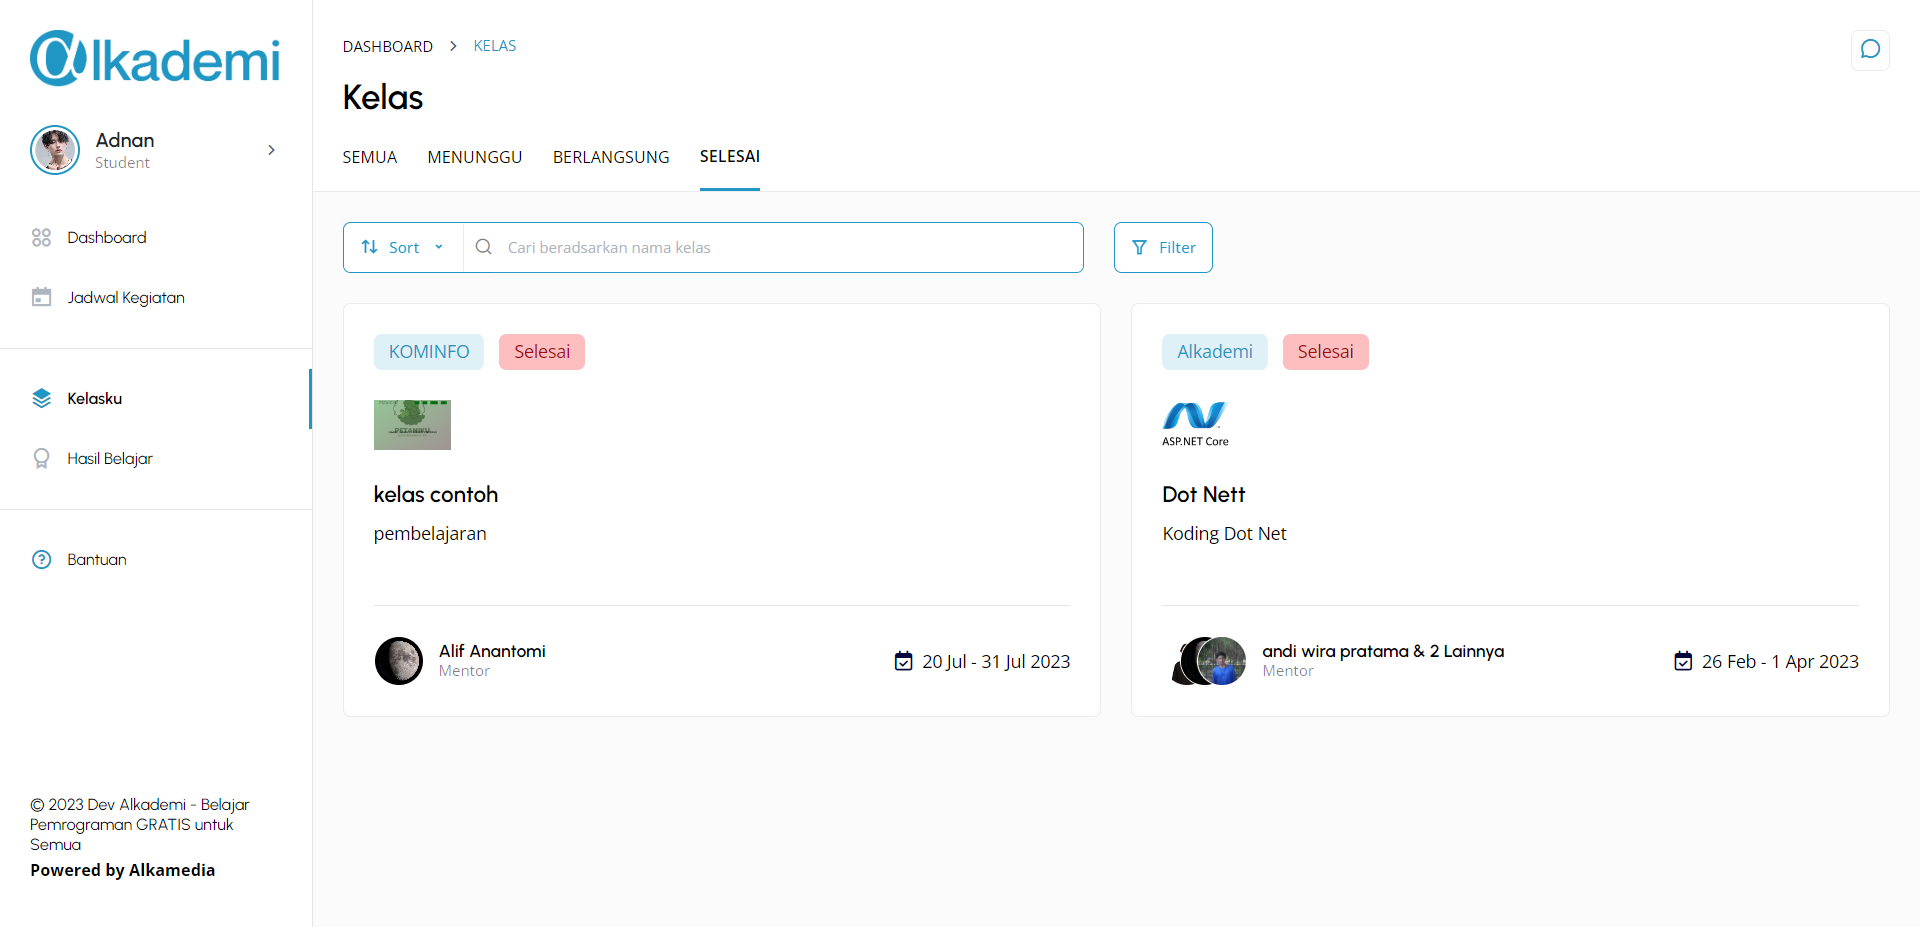 @lkademi
Adnan
Student
Dashboard
Jadwal Kegiatan
Kelasku
Hasil Belajar
Bantuan
© 2023 Dev Alkademi - Belajar
Pemrograman GRATIS untuk
Semua
Powered by Alkamedia
DASHBOARD > KELAS
Kelas
SEMUA MENUNGGU BERLANGSUNG SELESAI
Sort Cari beradsarkan nama kelas Filter
KOMINFO Selesai
PETANIKU
kelas contoh
pembelajaran
Alif Anantomi
Mentor
20 Jul - 31 Jul 2023
Alkademi Selesai
ASP.NET Core
Dot Nett
Koding Dot Net
andi wira pratama & 2 Lainnya
Mentor
26 Feb - 1 Apr 2023